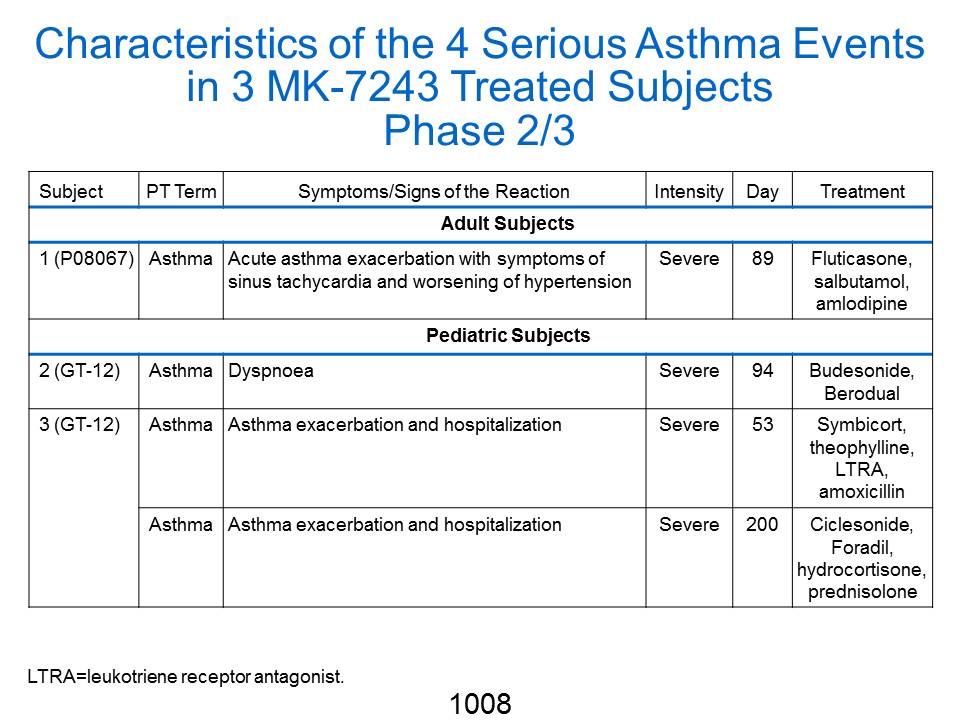 Characteristics of the 4 Serious Asthma Events
in 3 MK-7243 Treated Subjects
Phase 2/3
Subject PT Term Symptoms/Signs of the Reaction Intensity Day Treatment
Adult Subjects
1 (P08067) Asthma Acute asthma exacerbation with symptoms of Severe 89 Fluticasone,
sinus tachycardia and worsening of hypertension salbutamol,
amlodipine
Pediatric Subjects
2 (GT-12) Asthma Dyspnoea Severe 94 Budesonide,
Berodual
3 (GT-12) Asthma Asthma exacerbation and hospitalization Severe 53 Symbicort,
theophylline,
LTRA,
amoxicillin
Asthma Asthma exacerbation and hospitalization Severe 200 Ciclesonide,
Foradil,
hydrocortisone,
prednisolone
LTRA=leukotriene receptor antagonist.
1008